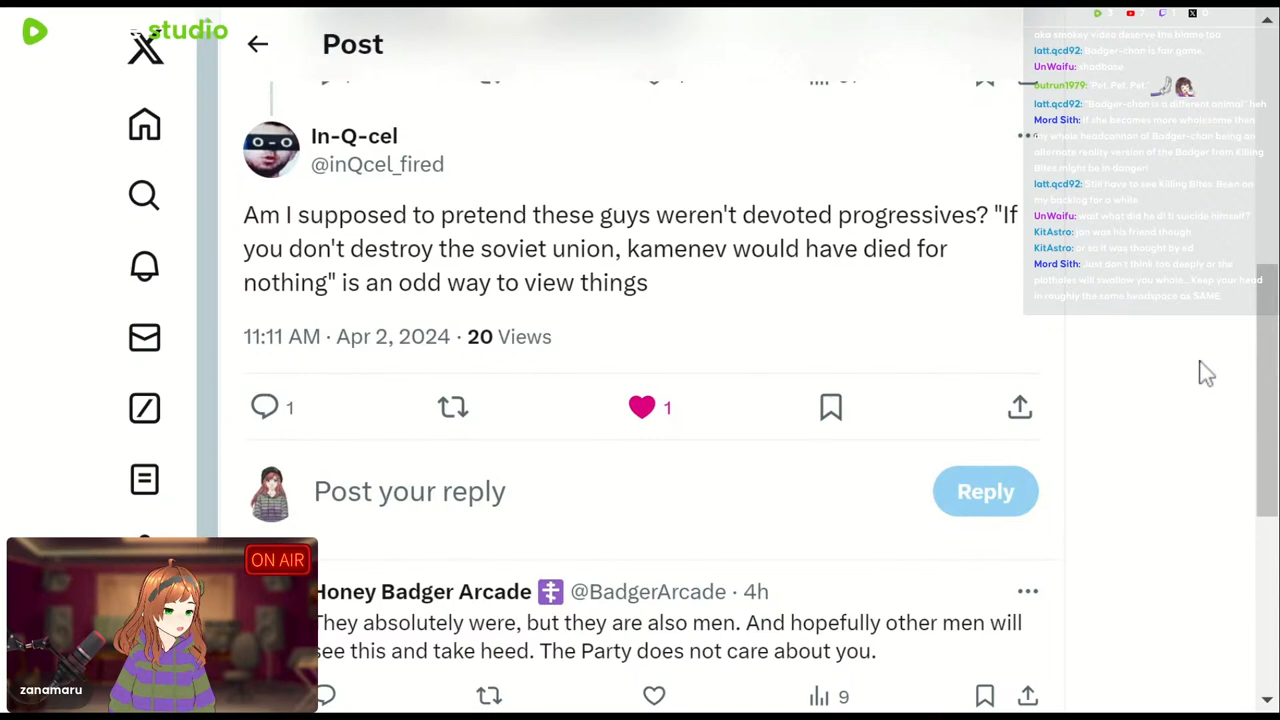 studio
Post
In-Q-cel
@inQcel_fired
Am I supposed to pretend these guys weren't devoted progressives? "If
you don't destroy the soviet union, kamenev would have died for
nothing" is an odd way to view things
11:11 AM · Apr 2, 2024 · 20 Views
1
1
Post your reply
Reply
Honey Badger Arcade @BadgerArcade · 4h
They absolutely were, but they are also men. And hopefully other men will
see this and take heed. The Party does not care about you.
9
ON AIR
zanamaru
aka smokey video deserve the blame too
latt.qcd92: Badger-chan is fair game.
UnWaifu: shadbase
outrun1979: "Pet. Pet. Pet."
latt.qcd92: "Badger-chan is a different animal" heh
Mord Sith: If she becomes more wholesome then
my whole headcannon of Badger-chan being an
alternate reality version of the Badger from Killing
Bites might be in danger!
latt.qcd92: Still have to see Killing Bites. Been on
my backlog for a while.
UnWaifu: wait what did he di ti suicide himself?
KitAstro: ian was his friend though
KitAstro: or so it was thought by ed
Mord Sith: Just don't think too deeply or the
plotholes will swallow you whole... Keep your head
in roughly the same headspace as SAME.